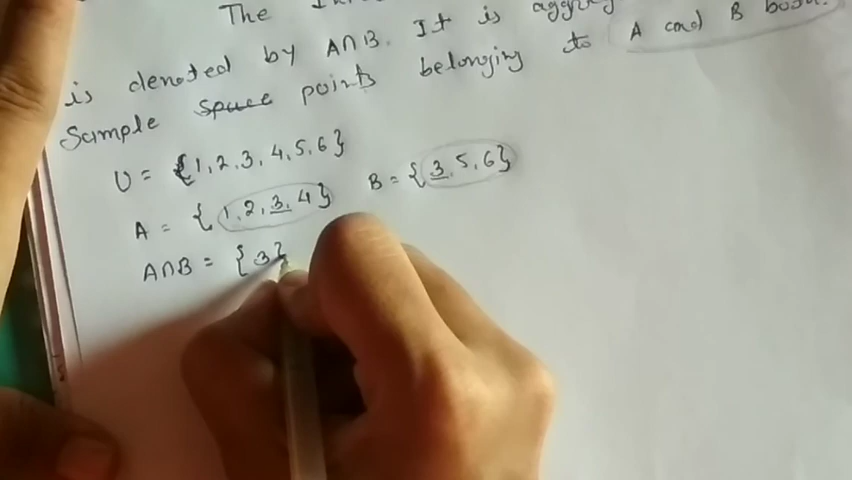 The
is denoted by A∩B. It is
Sample space points belonging to A and B both.
U = {1,2,3,4,5,6}
A = {1,2,3,4} B = {3,5,6}
A∩B = {3}